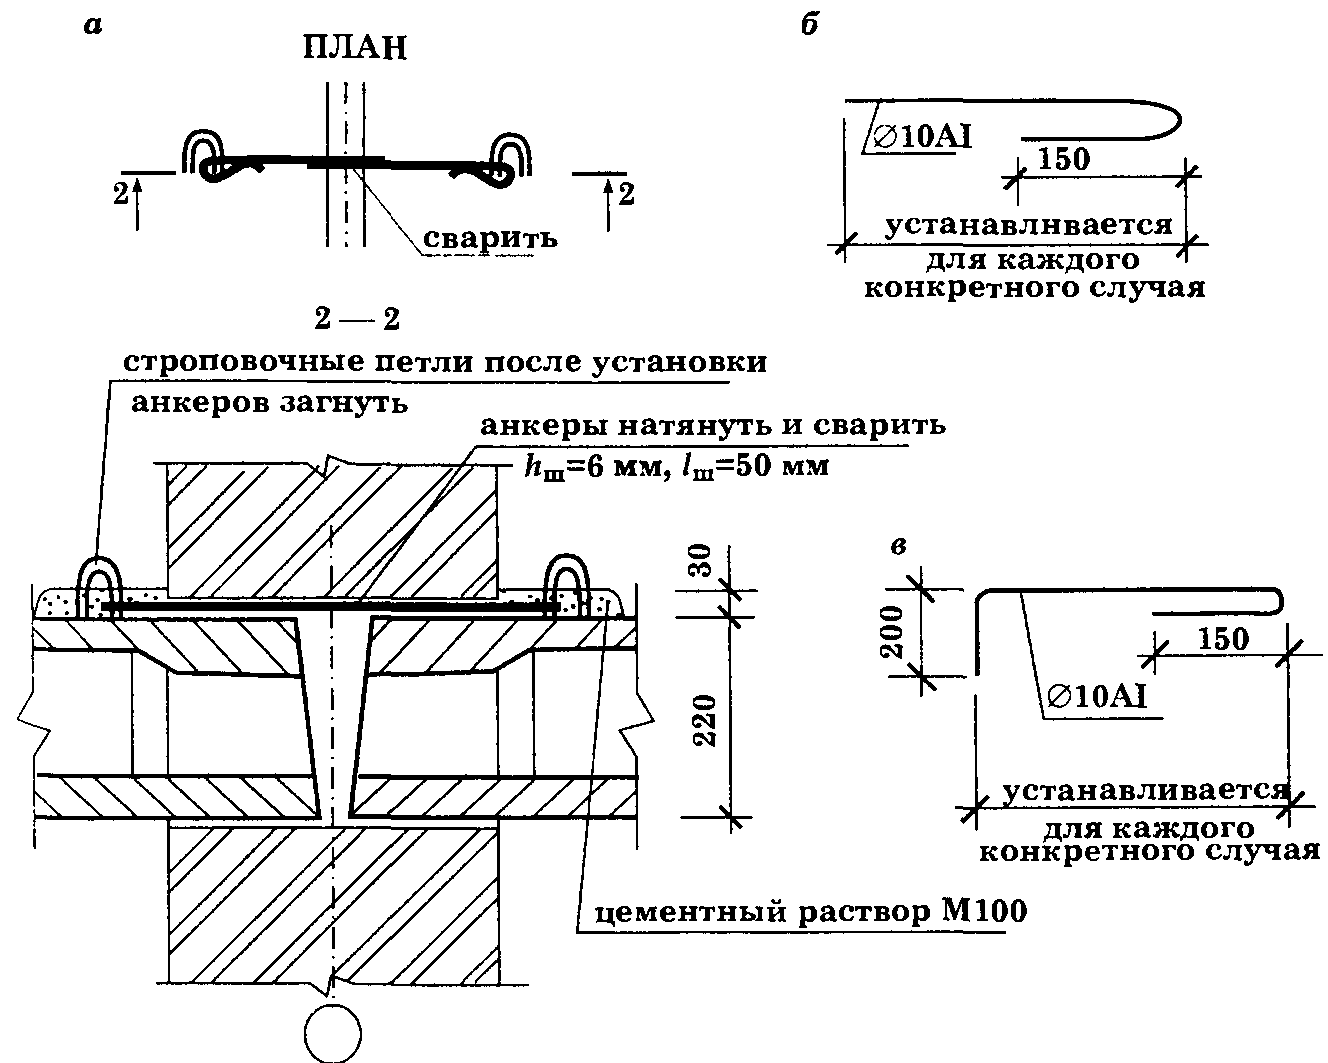 а
ПЛАН
2
2
сварить
2 — 2
строповочные петли после установки
анкеров загнуть
анкеры натянуть и сварить
hш=6 мм, lш=50 мм
30
220
цементный раствор М100
б
∅10АI
150
устанавлнвается
для каждого
конкретного случая
в
200
150
∅10АI
устанавливается
для каждого
конкретного случая